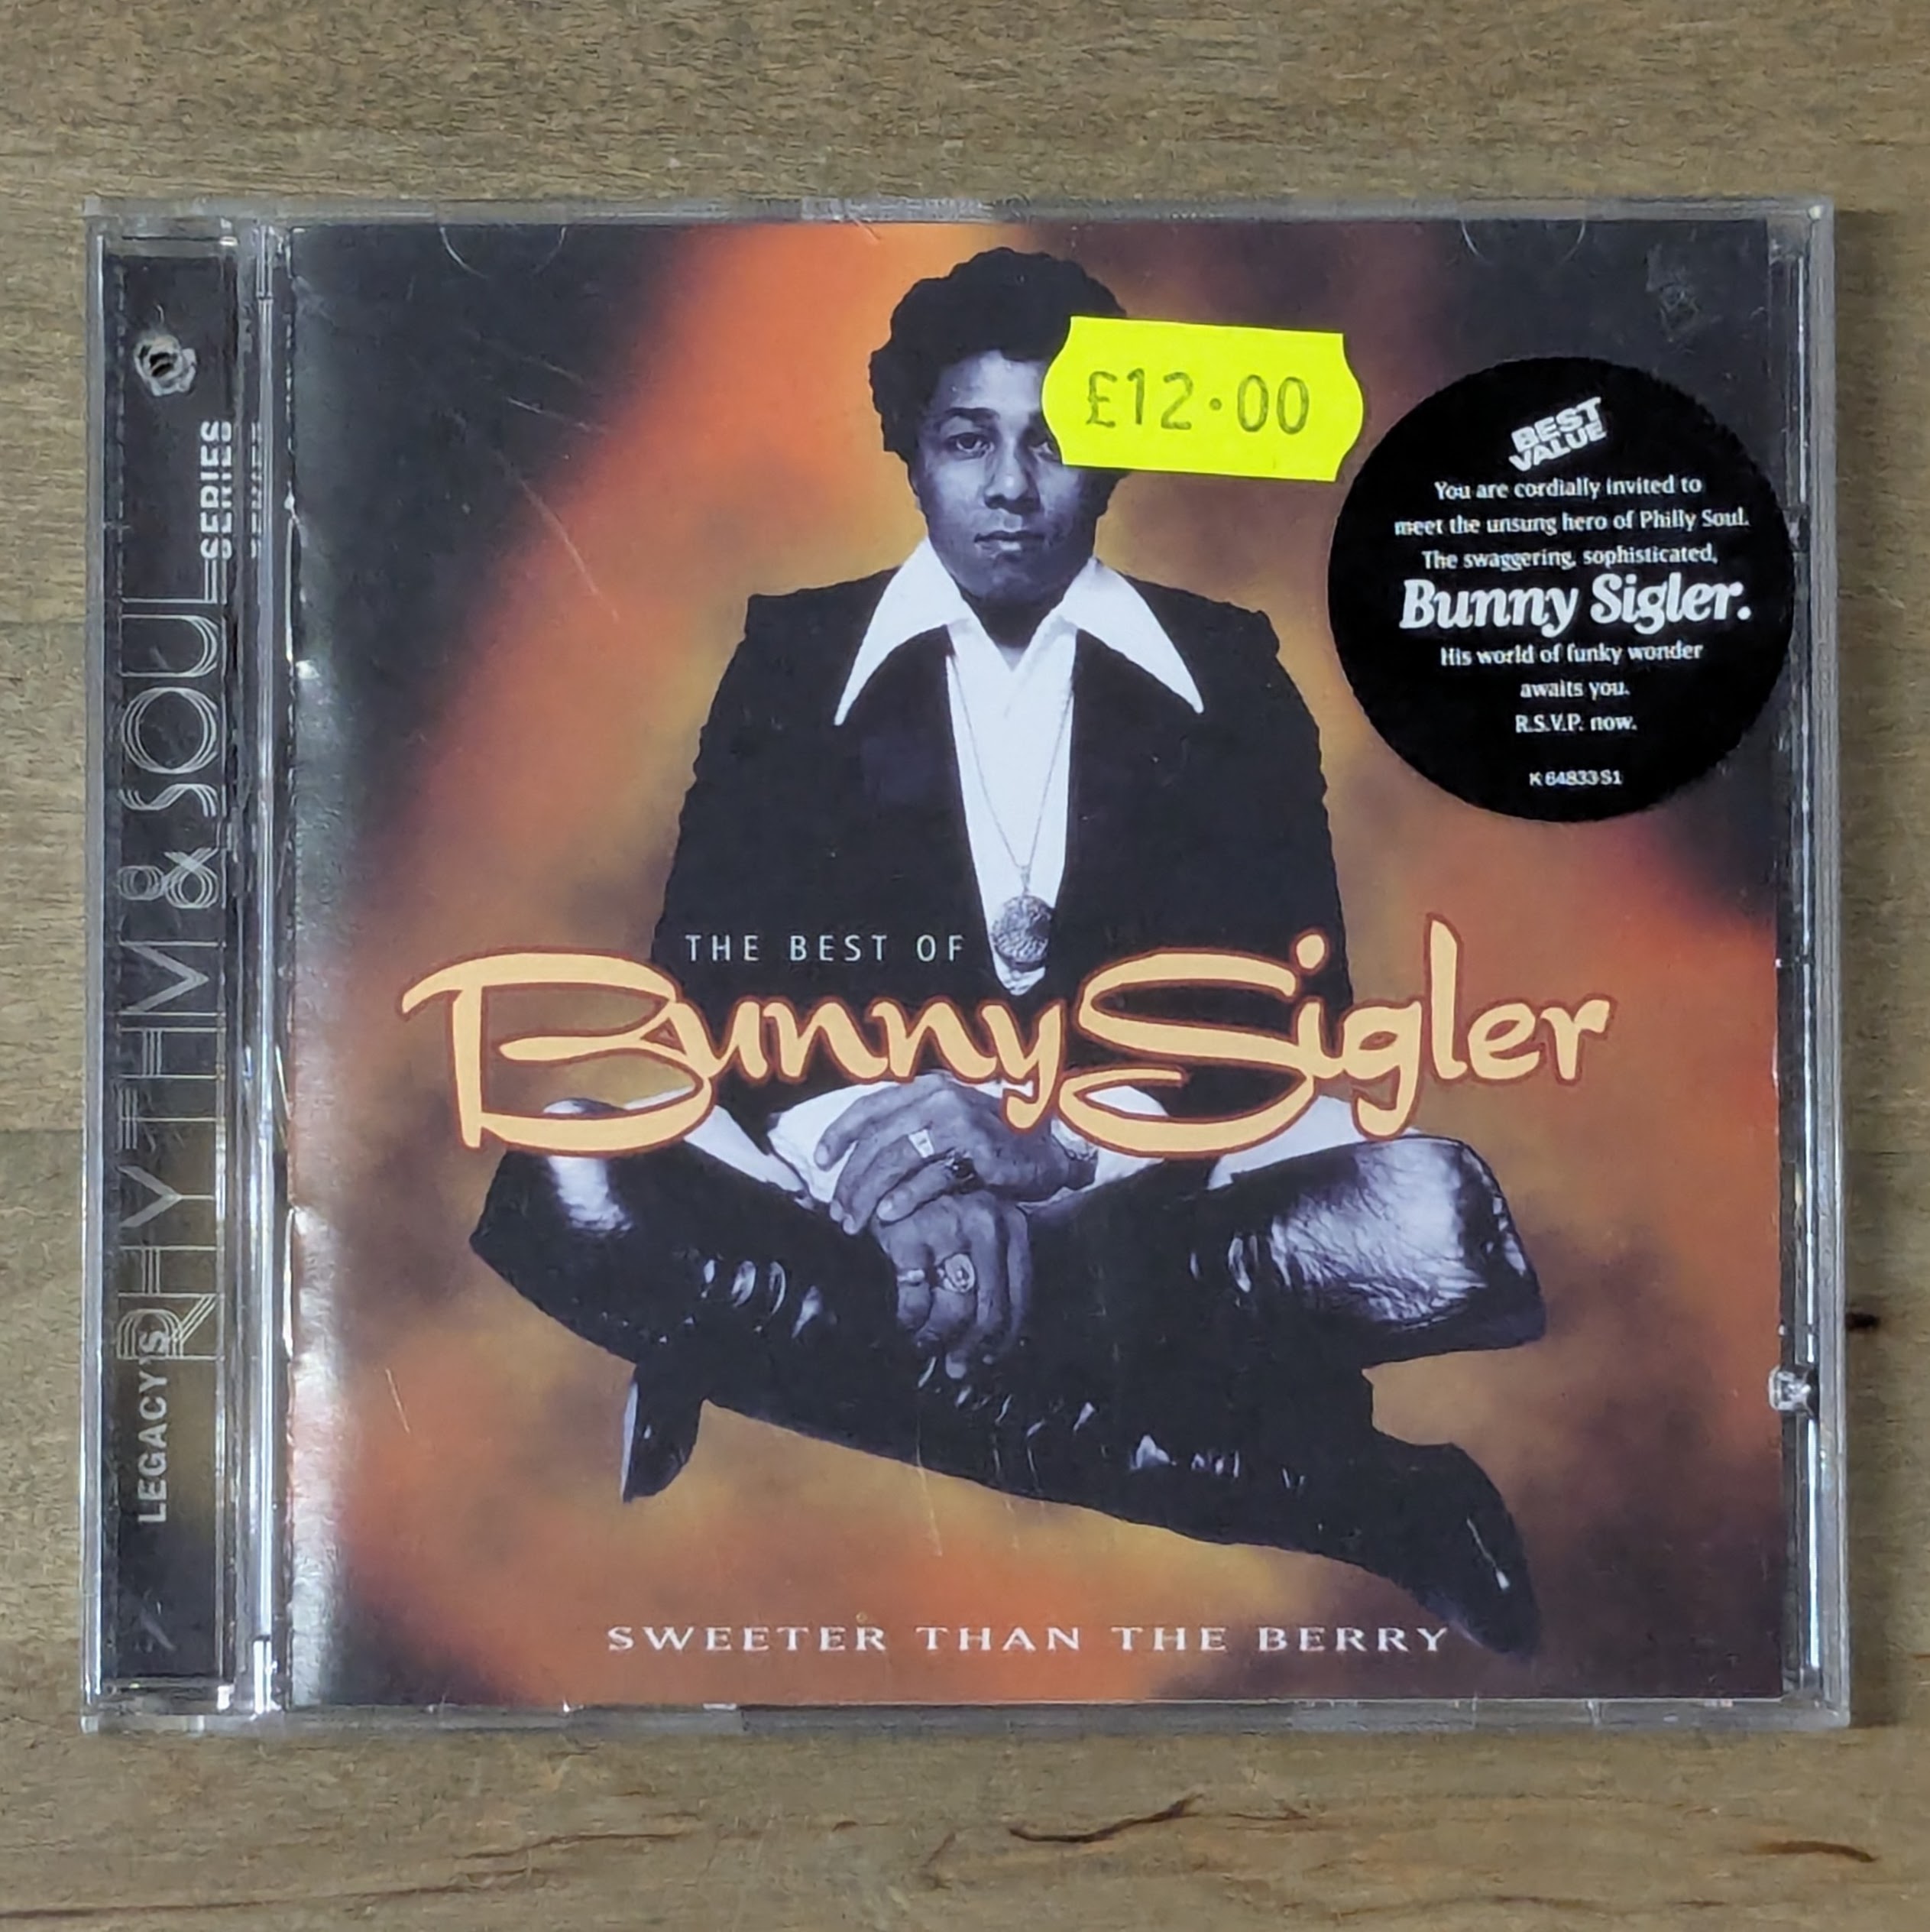 £12.00
BEST
VALUE
You are cordially invited to
meet the unsung hero of Philly Soul.
The swaggering, sophisticated,
Bunny Sigler.
His world of funky wonder
awaits you.
R.S.V.P. now.
K 64833 S1
THE BEST OF
Bunny Sigler
SWEETER THAN THE BERRY
LEGACY'S
RHYTHM & SOUL
SERIES